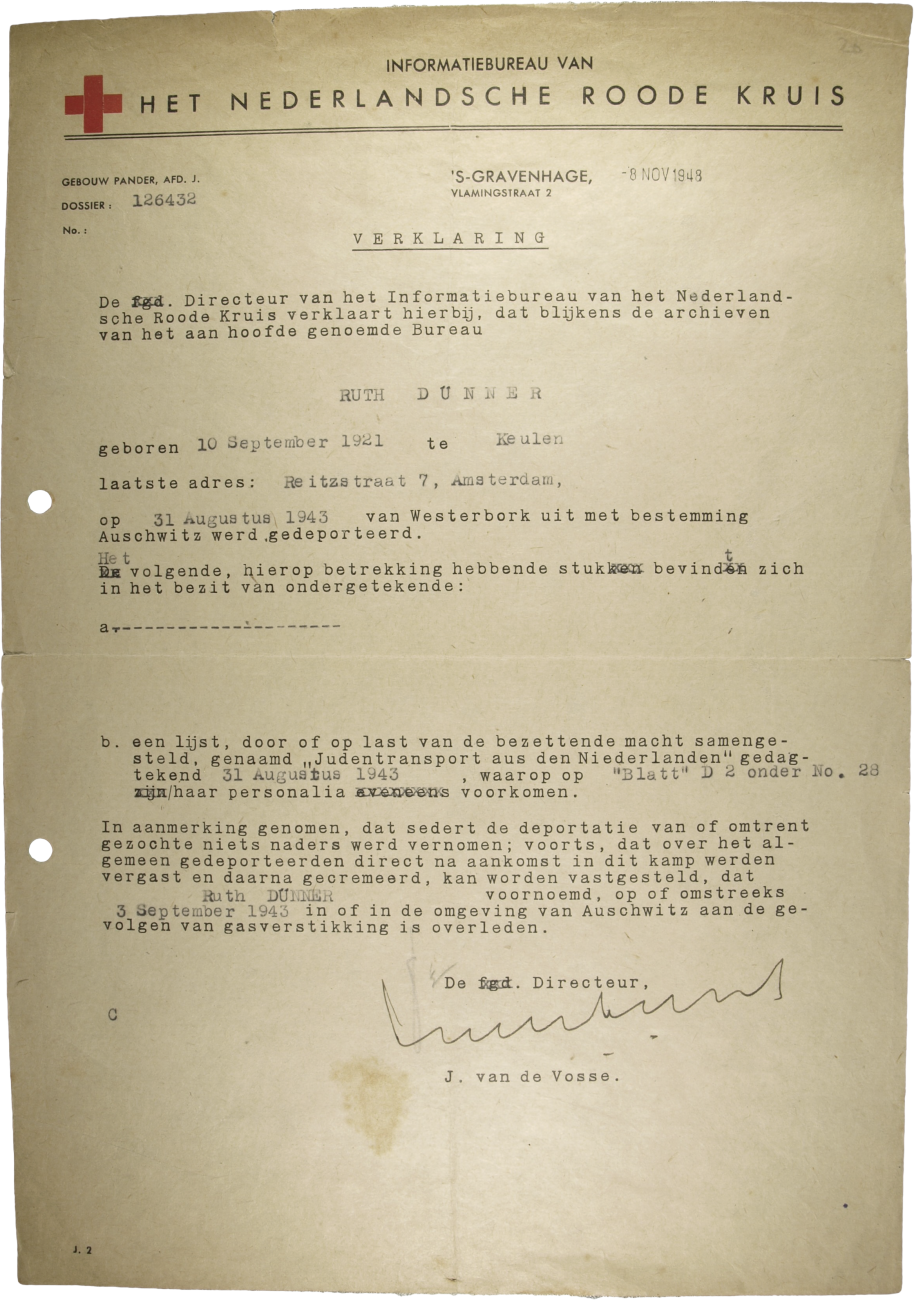 28
INFORMATIEBUREAU VAN
HET NEDERLANDSCHE ROODE KRUIS
GEBOUW PANDER, AFD. J.
DOSSIER: 126432
No.:
'S-GRAVENHAGE, -8 NOV 1948
VLAMINGSTRAAT 2
VERKLARING
De fgd. Directeur van het Informatiebureau van het Nederland-
sche Roode Kruis verklaart hierbij, dat blijkens de archieven
van het aan hoofde genoemde Bureau
RUTH DÜNNER
geboren 10 September 1921 te Keulen
laatste adres: Reitzstraat 7, Amsterdam,
op 31 Augustus 1943 van Westerbork uit met bestemming
Auschwitz werd gedeporteerd.
Het t
De volgende, hierop betrekking hebbende stukken bevinden zich
in het bezit van ondergetekende:
a.---------------------
b. een lijst, door of op last van de bezettende macht samenge-
steld, genaamd „Judentransport aus den Niederlanden" gedag-
tekend 31 Augustus 1943 , waarop op "Blatt" D 2 onder No. 28
zijn/haar personalia eveneens voorkomen.
In aanmerking genomen, dat sedert de deportatie van of omtrent
gezochte niets naders werd vernomen; voorts, dat over het al-
gemeen gedeporteerden direct na aankomst in dit kamp werden
vergast en daarna gecremeerd, kan worden vastgesteld, dat
Ruth DÜNNER voornoemd, op of omstreeks
3 September 1943 in of in de omgeving van Auschwitz aan de ge-
volgen van gasverstikking is overleden.
De fgd. Directeur,
C
J. van de Vosse.
J. 2